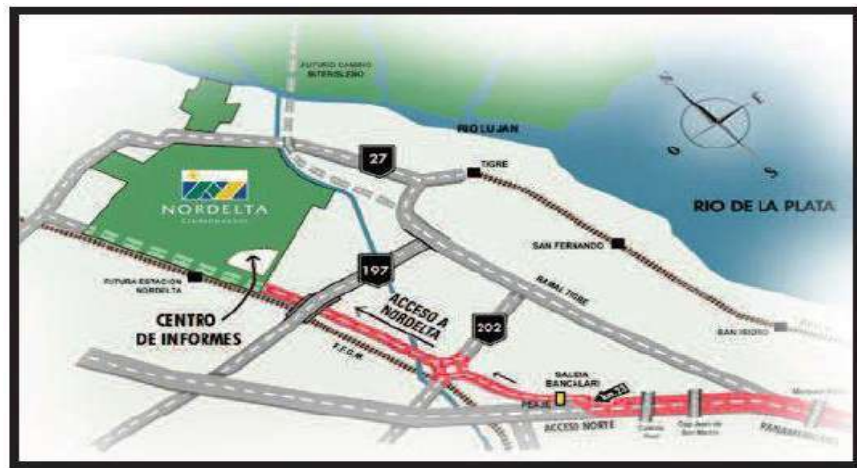 FUTURO CAMINO
INTERISLEÑO
RIO LUJAN
27
TIGRE
NORDELTA
RIO DE LA PLATA
SAN FERNANDO
197
FUTURA ESTACION
NORDELTA
RAMAL TIGRE
CENTRO
DE INFORMES
ACCESO A
NORDELTA
202
SAN ISIDRO
SALIDA
BANCALARI
PEAJE
ACCESO NORTE
E
O
S